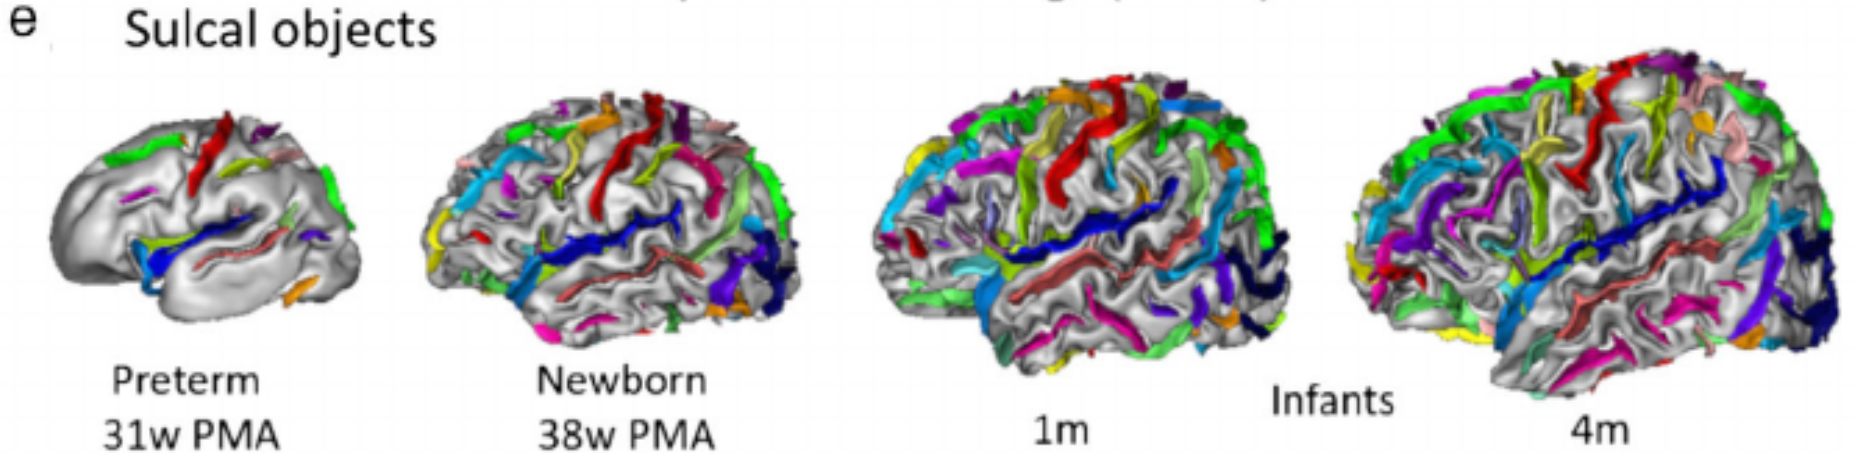 e
Sulcal objects
Preterm
31w PMA
Newborn
38w PMA
1m
Infants
4m